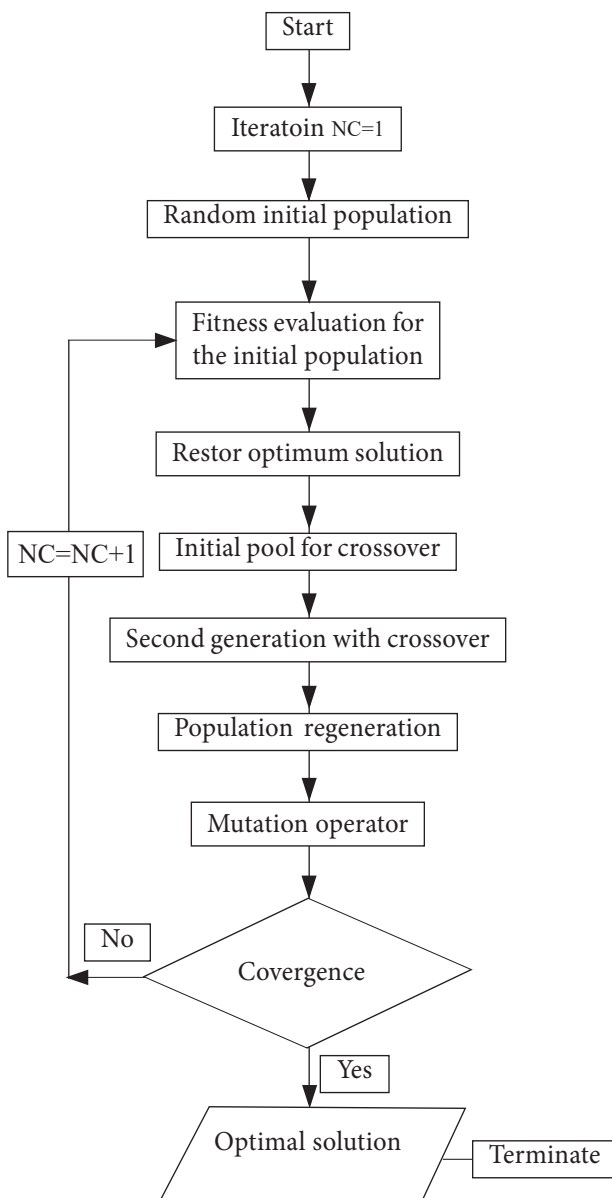 Start
Iteratoin NC=1
Random initial population
Fitness evaluation for
the initial population
Restor optimum solution
NC=NC+1
Initial pool for crossover
Second generation with crossover
Population regeneration
Mutation operator
No
Covergence
Yes
Optimal solution
Terminate